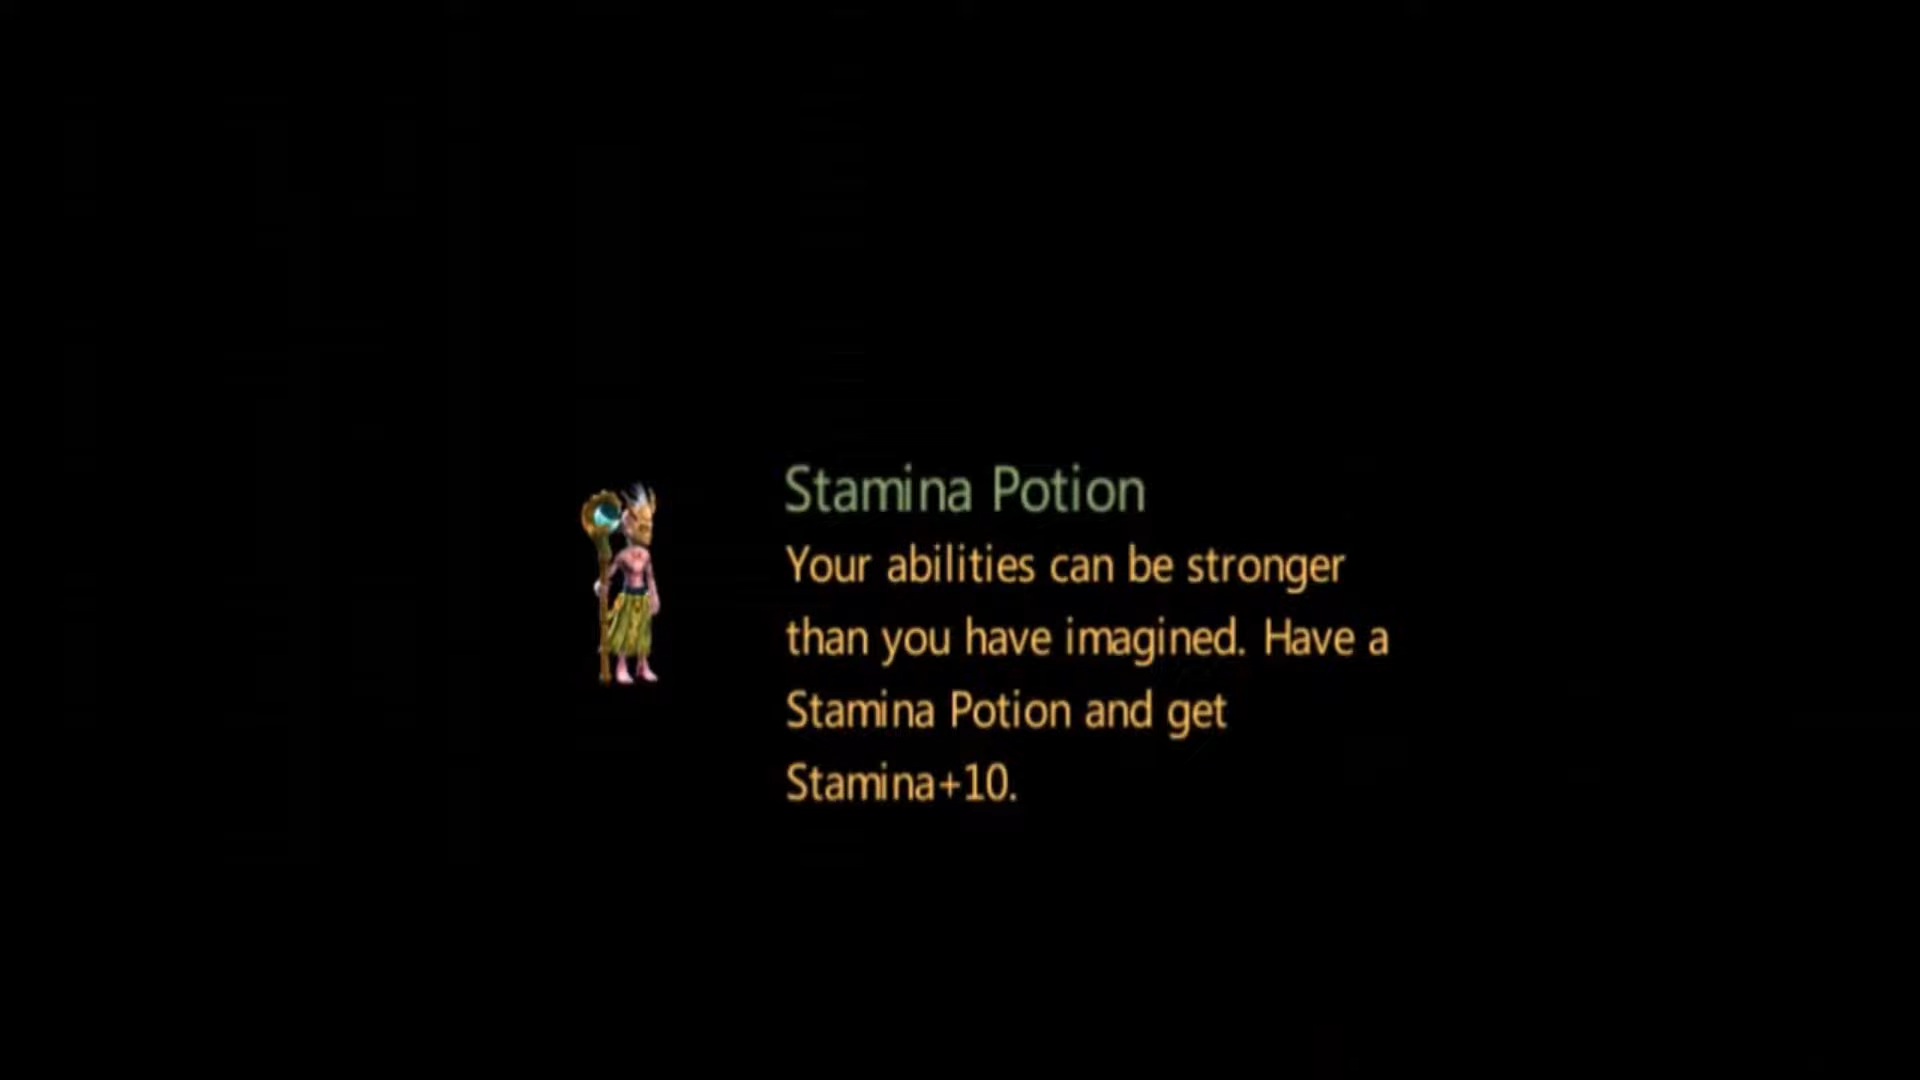 Stamina Potion
Your abilities can be stronger
than you have imagined. Have a
Stamina Potion and get
Stamina+10.